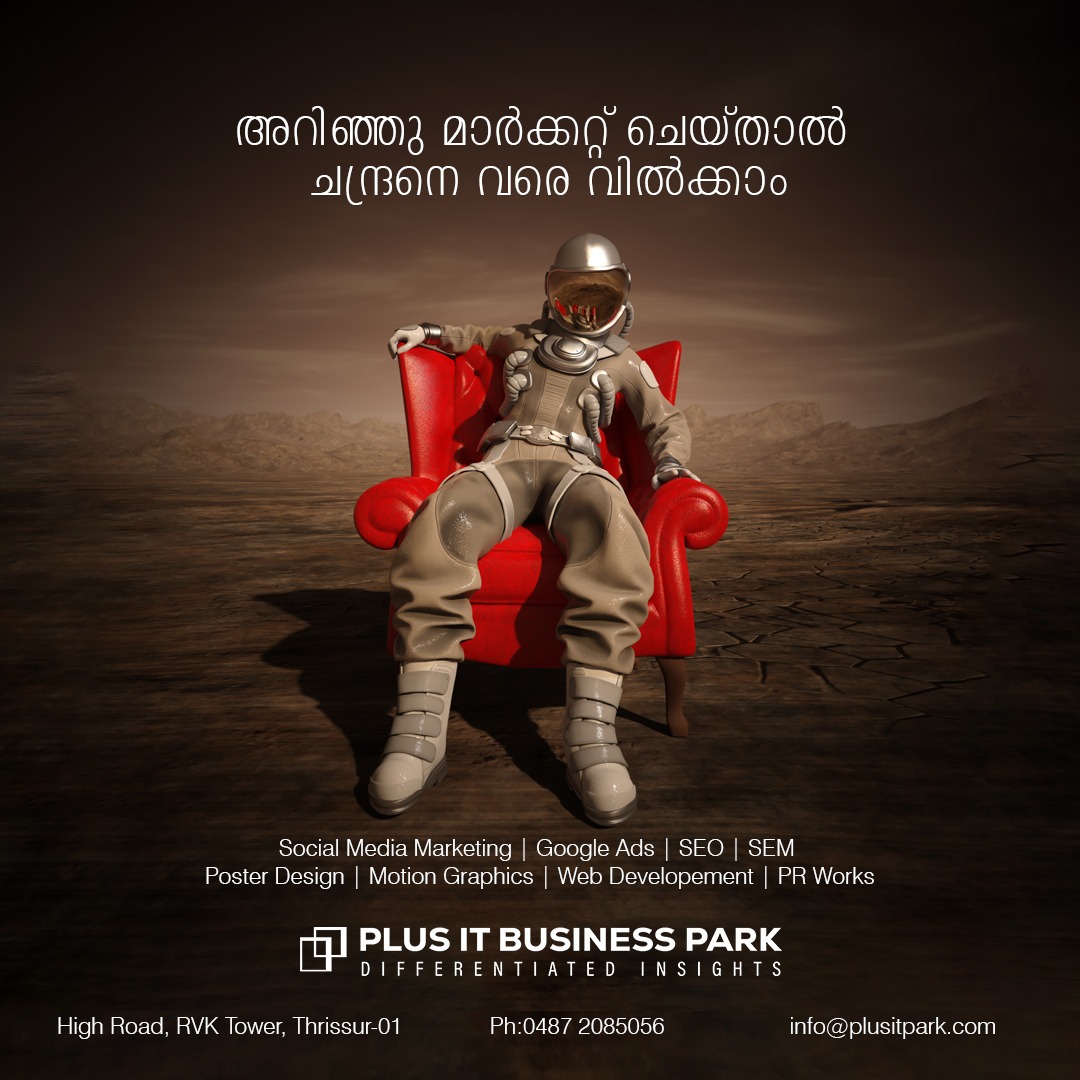 അറിഞ്ഞു മാർക്കറ്റ് ചെയ്താൽ
ചന്ദ്രനെ വരെ വിൽക്കാം
Social Media Marketing | Google Ads | SEO | SEM
Poster Design | Motion Graphics | Web Developement | PR Works
PLUS IT BUSINESS PARK
DIFFERENTIATED INSIGHTS
High Road, RVK Tower, Thrissur-01 Ph:0487 2085056 info@plusitpark.com